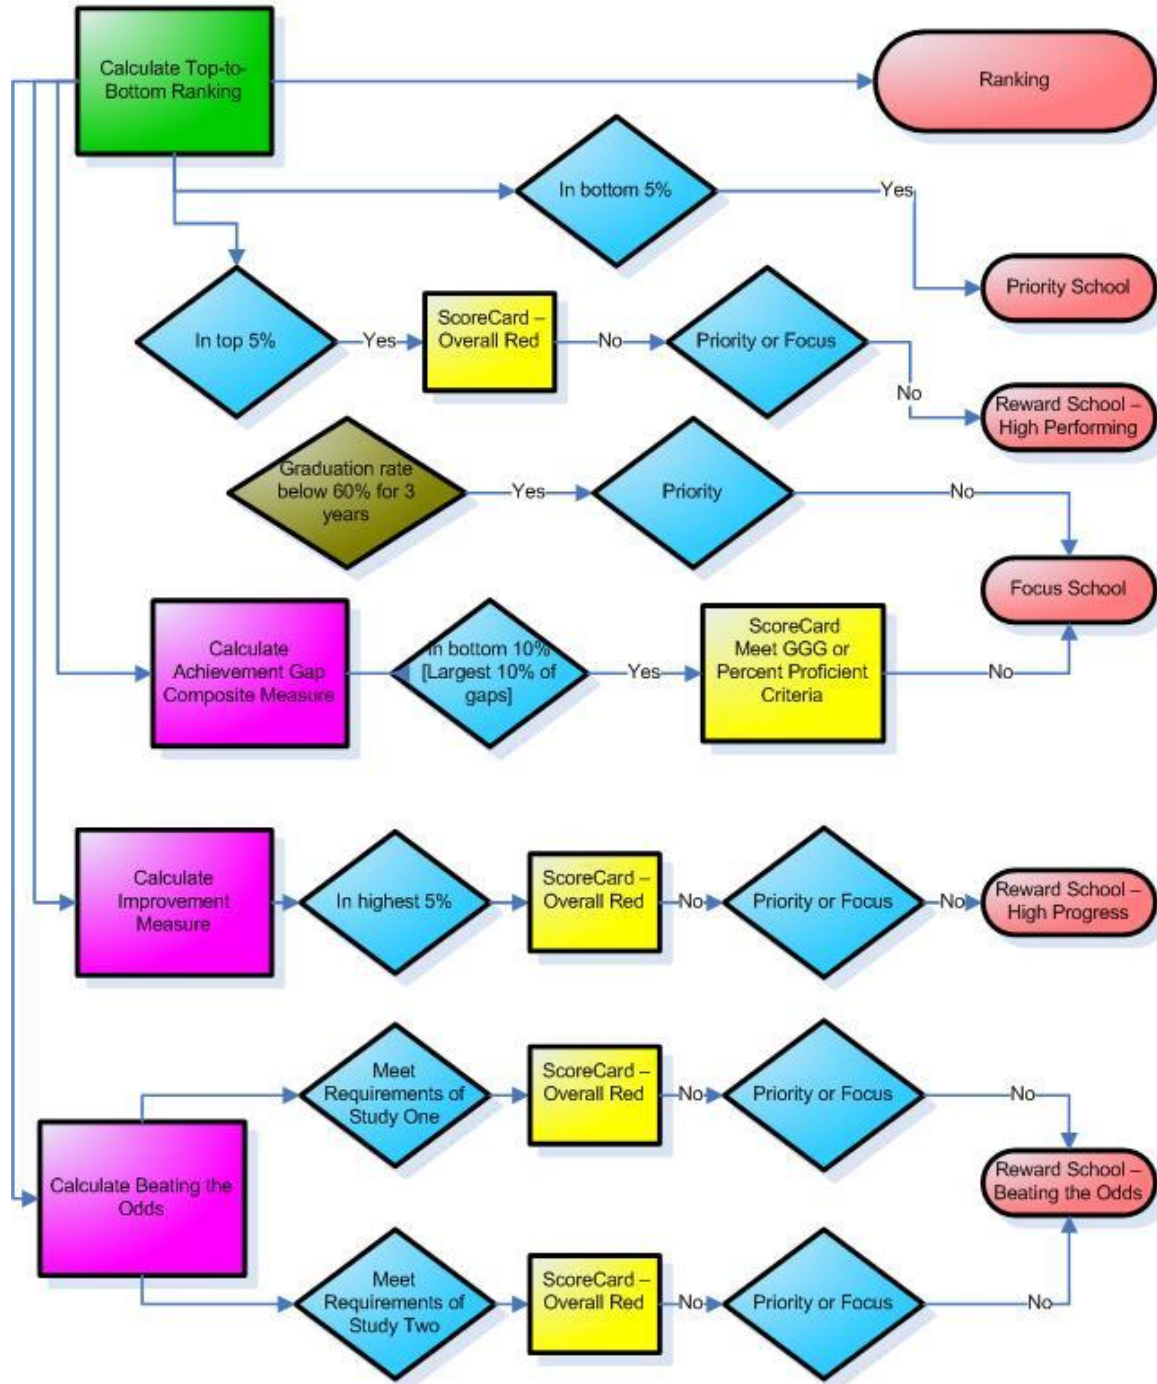 Calculate Top-to-
Bottom Ranking
Ranking
In bottom 5%
Yes
Priority School
In top 5%
Yes
ScoreCard –
Overall Red
No
Priority or Focus
No
Reward School –
High Performing
Graduation rate
below 60% for 3
years
Yes
Priority
No
Focus School
Calculate
Achievement Gap
Composite Measure
In bottom 10%
[Largest 10% of
gaps]
Yes
ScoreCard
Meet GGG or
Percent Proficient
Criteria
No
Calculate
Improvement
Measure
In highest 5%
ScoreCard –
Overall Red
No
Priority or Focus
No
Reward School –
High Progress
Meet
Requirements of
Study One
ScoreCard –
Overall Red
No
Priority or Focus
No
Calculate Beating the
Odds
Reward School –
Beating the Odds
Meet
Requirements of
Study Two
ScoreCard –
Overall Red
No
Priority or Focus
No